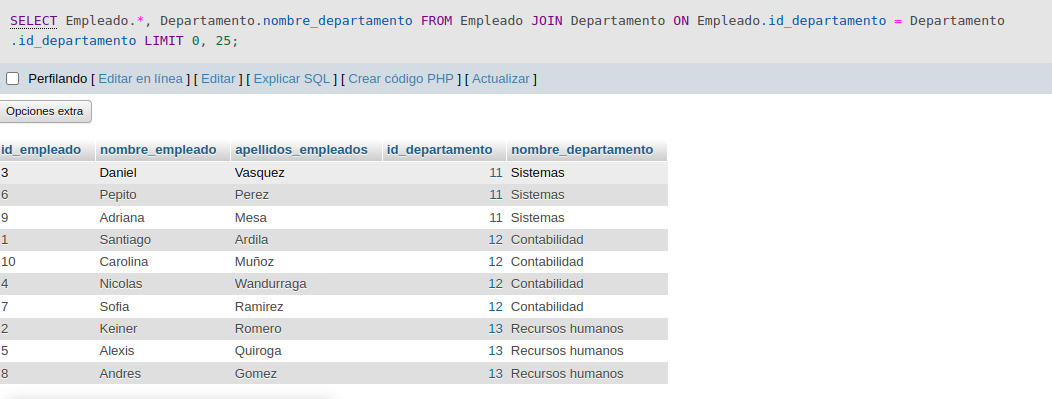 SELECT Empleado.*, Departamento.nombre_departamento FROM Empleado JOIN Departamento ON Empleado.id_departamento = Departamento
.id_departamento LIMIT 0, 25;
Perfilando [ Editar en línea ] [ Editar ] [ Explicar SQL ] [ Crear código PHP ] [ Actualizar ]
Opciones extra
id_empleado nombre_empleado apellidos_empleados id_departamento nombre_departamento
3 Daniel Vasquez 11 Sistemas
6 Pepito Perez 11 Sistemas
9 Adriana Mesa 11 Sistemas
1 Santiago Ardila 12 Contabilidad
10 Carolina Muñoz 12 Contabilidad
4 Nicolas Wandurraga 12 Contabilidad
7 Sofia Ramirez 12 Contabilidad
2 Keiner Romero 13 Recursos humanos
5 Alexis Quiroga 13 Recursos humanos
8 Andres Gomez 13 Recursos humanos